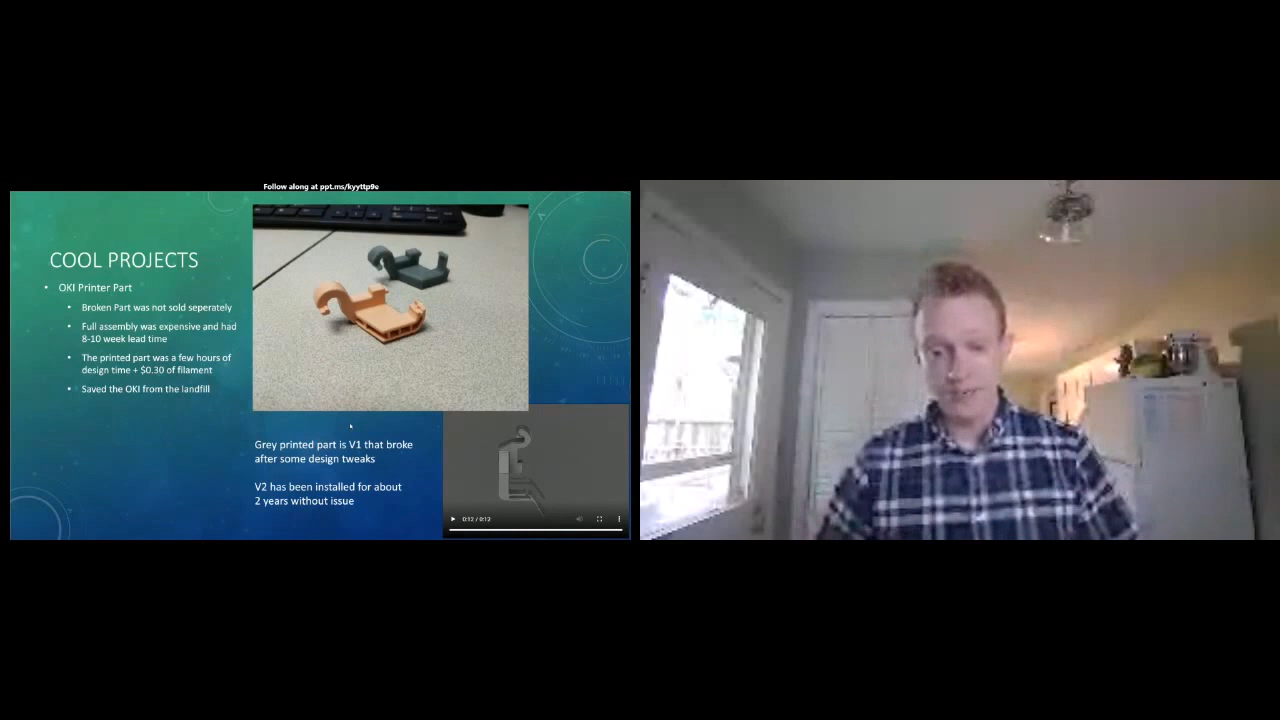 Follow along at ppt.ms/kyyttp9e
COOL PROJECTS
• OKI Printer Part
• Broken Part was not sold seperately
• Full assembly was expensive and had
8-10 week lead time
• The printed part was a few hours of
design time + $0.30 of filament
• Saved the OKI from the landfill
Grey printed part is V1 that broke
after some design tweaks
V2 has been installed for about
2 years without issue
0:12 / 0:12